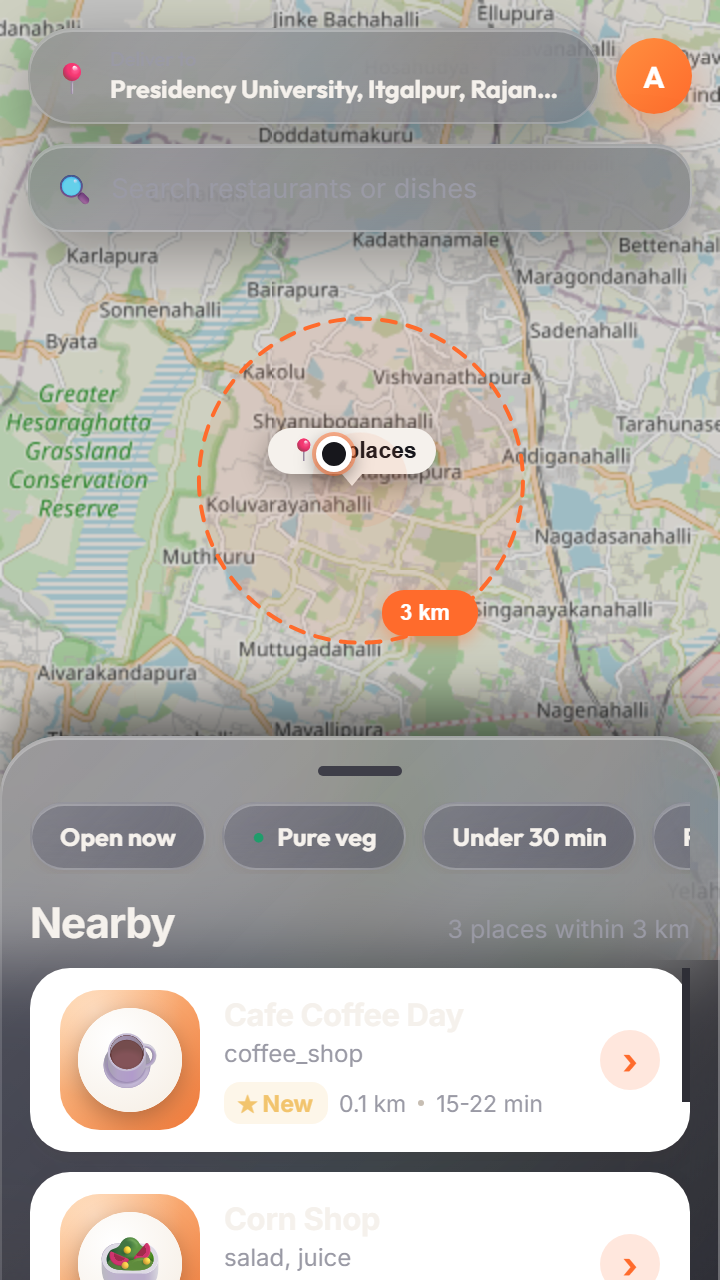 danahalli
Jinke Bachahalli
Ellupura
Presidency University, Itgalpur, Rajan...
A
Doddatumakuru
Search restaurants or dishes
Kadathanamale
Bettenahal
Karlapura
Maragondanahalli
Bairapura
Sonnenahalli
Sadenahalli
Byata
Kakolu
Vishvanathapura
Greater
Hesaraghatta
Grassland
Conservation
Reserve
Shyanuboganahalli
Tarahunase
places
Addiganahalli
Koluvarayanahalli
Nagadasanahalli
Muthkuru
3 km
Singanayakanahalli
Muttugadahalli
Aivarakandapura
Nagenahalli
Mavallipura
Open now
Pure veg
Under 30 min
Nearby
3 places within 3 km
Cafe Coffee Day
coffee_shop
★ New
0.1 km • 15-22 min
Corn Shop
salad, juice